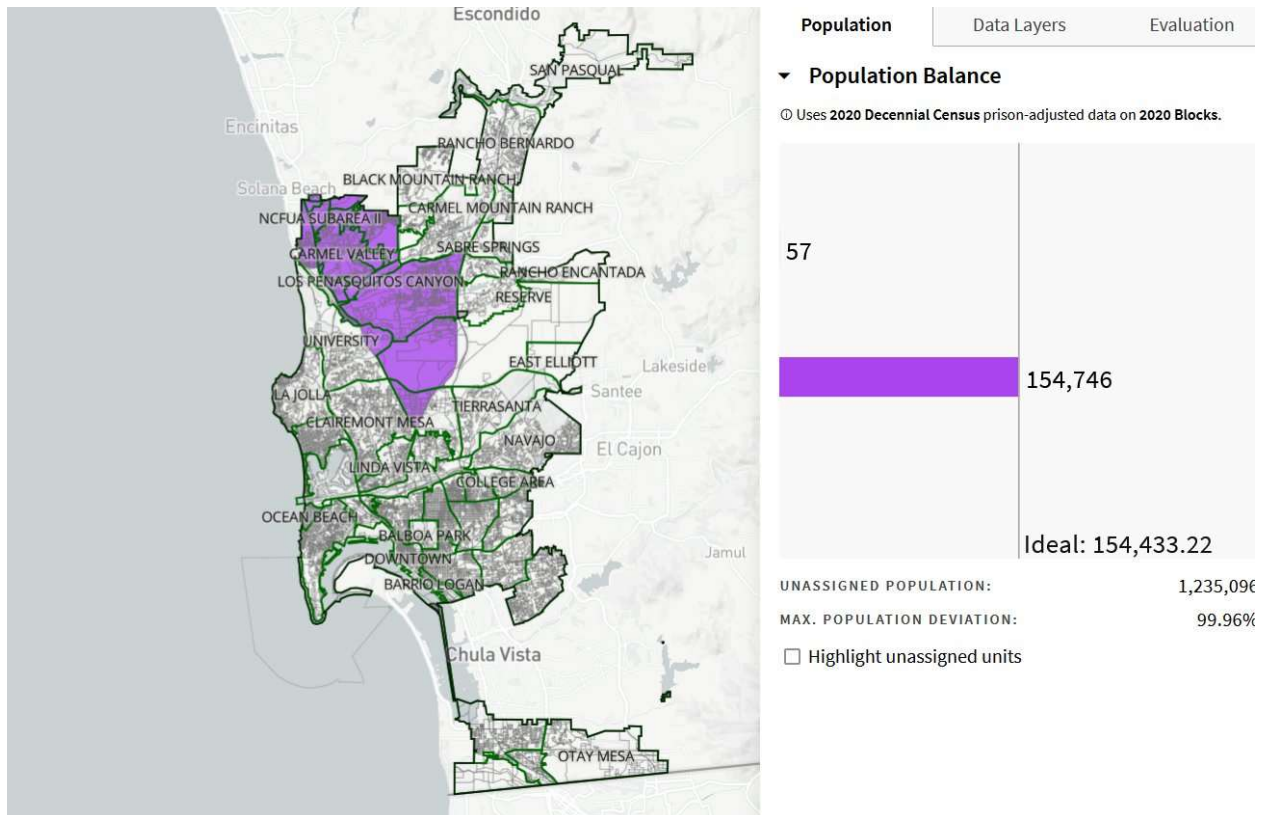 Escondido
SAN PASQUAL
Encinitas
RANCHO BERNARDO
BLACK MOUNTAIN RANCH
Solana Beach
CARMEL MOUNTAIN RANCH
NCFUA SUBAREA II
SABRE SPRINGS
CARMEL VALLEY
RANCHO ENCANTADA
LOS PENASQUITOS CANYON
RESERVE
UNIVERSITY
EAST ELLIOTT
Lakeside
Santee
LA JOLLA
TIERRASANTA
CLAIREMONT MESA
NAVAJO
El Cajon
LINDA VISTA
COLLEGE AREA
OCEAN BEACH
BALBOA PARK
Jamul
DOWNTOWN
BARRIO LOGAN
Chula Vista
OTAY MESA
Population Data Layers Evaluation
Population Balance
Uses 2020 Decennial Census prison-adjusted data on 2020 Blocks.
57
154,746
Ideal: 154,433.22
UNASSIGNED POPULATION: 1,235,096
MAX. POPULATION DEVIATION: 99.96%
Highlight unassigned units